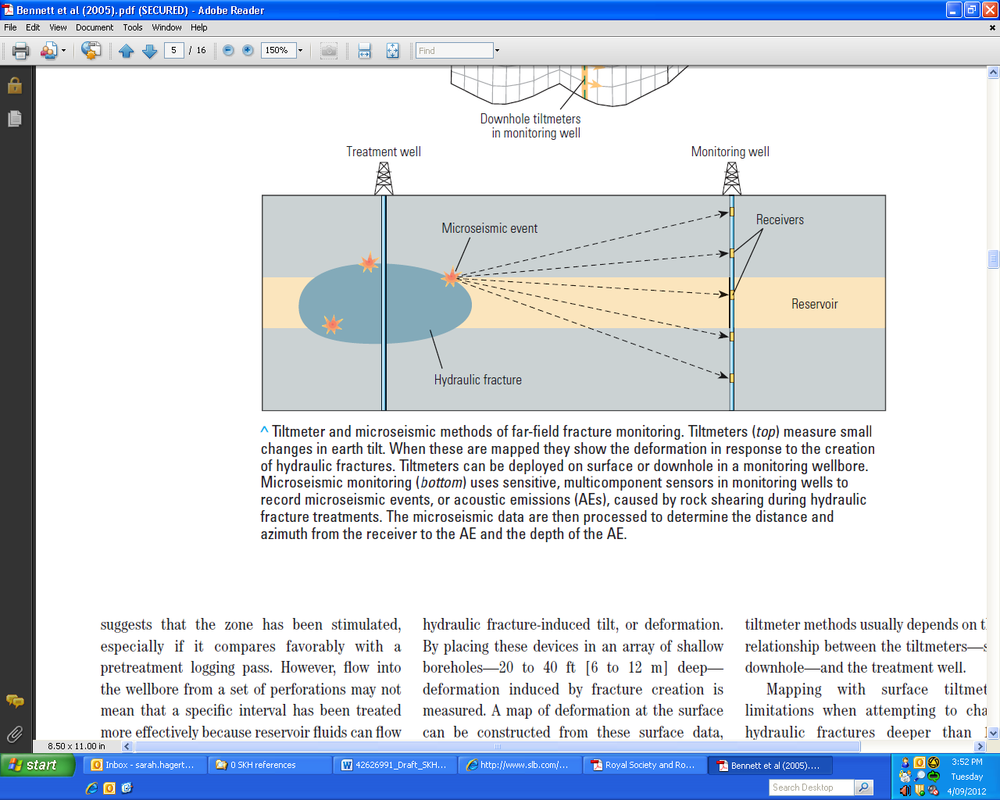 Bennett et al (2005).pdf (SECURED) - Adobe Reader
File Edit View Document Tools Window Help
5 / 16 150% Find
Downhole tiltmeters
in monitoring well
Treatment well
Monitoring well
Microseismic event
Receivers
Reservoir
Hydraulic fracture
^ Tiltmeter and microseismic methods of far-field fracture monitoring. Tiltmeters (top) measure small
changes in earth tilt. When these are mapped they show the deformation in response to the creation
of hydraulic fractures. Tiltmeters can be deployed on surface or downhole in a monitoring wellbore.
Microseismic monitoring (bottom) uses sensitive, multicomponent sensors in monitoring wells to
record microseismic events, or acoustic emissions (AEs), caused by rock shearing during hydraulic
fracture treatments. The microseismic data are then processed to determine the distance and
azimuth from the receiver to the AE and the depth of the AE.
suggests that the zone has been stimulated,
especially if it compares favorably with a
pretreatment logging pass. However, flow into
the wellbore from a set of perforations may not
mean that a specific interval has been treated
more effectively because reservoir fluids can flow
hydraulic fracture-induced tilt, or deformation.
By placing these devices in an array of shallow
boreholes—20 to 40 ft [6 to 12 m] deep—
deformation induced by fracture creation is
measured. A map of deformation at the surface
can be constructed from these surface data,
tiltmeter methods usually depends on
relationship between the tiltmeters—
downhole—and the treatment well.
Mapping with surface
limitations when attempting to
hydraulic fractures deeper than
8.50 x 11.00 in
start
Inbox - sarah.hagert...
0 SKH references
42626991_Draft_SKH...
http://www.slb.com/...
Royal Society and Ro...
Bennett et al (2005)....
3:52 PM
Tuesday
4/09/2012
Search Desktop